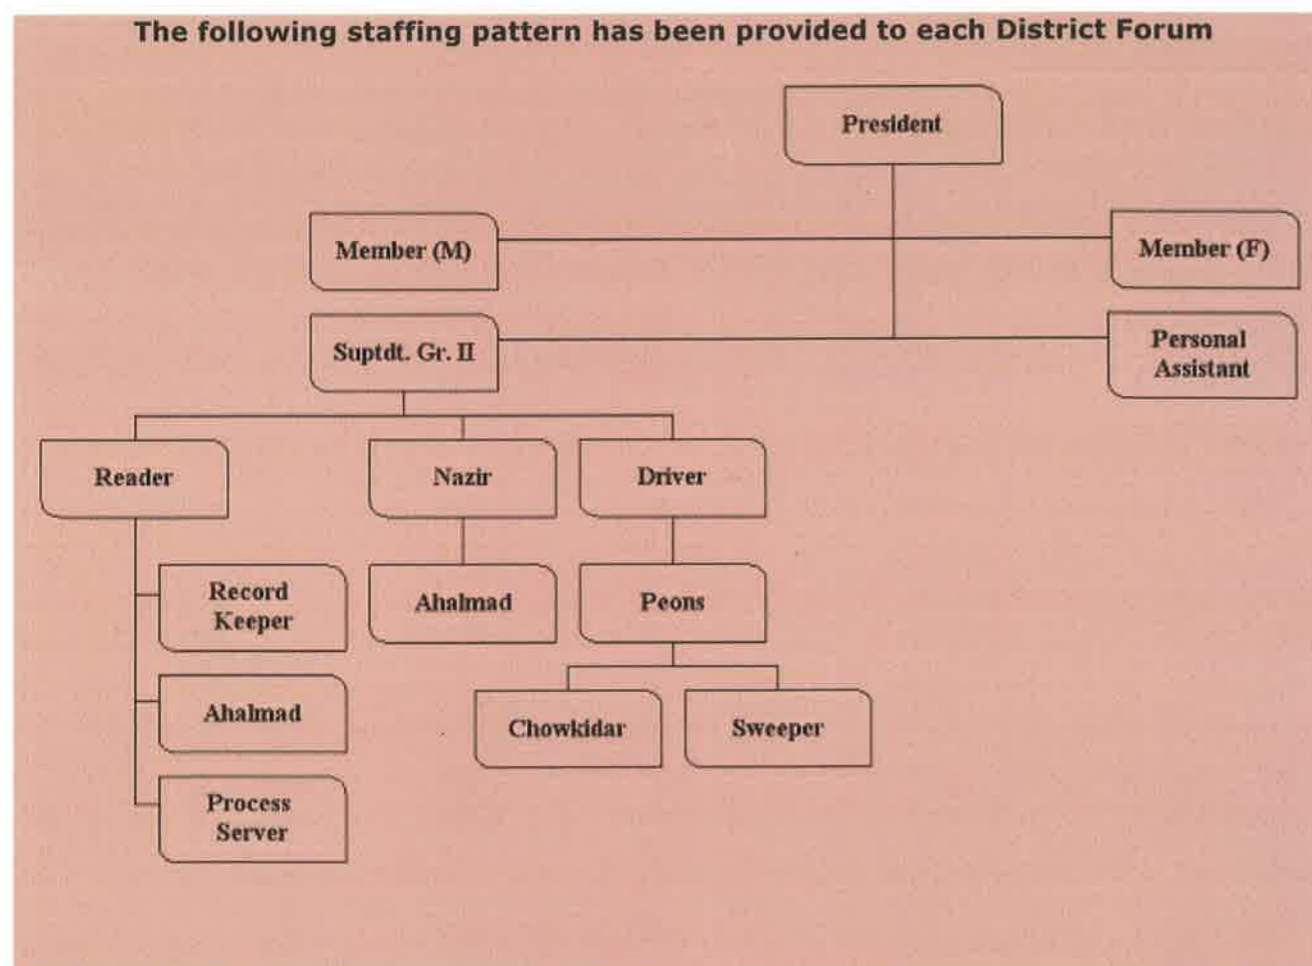 The following staffing pattern has been provided to each District Forum
President
Member (M)
Member (F)
Suptdt. Gr. II
Personal
Assistant
Reader
Nazir
Driver
Record
Keeper
Ahalmad
Peons
Ahalmad
Chowkidar
Sweeper
Process
Server